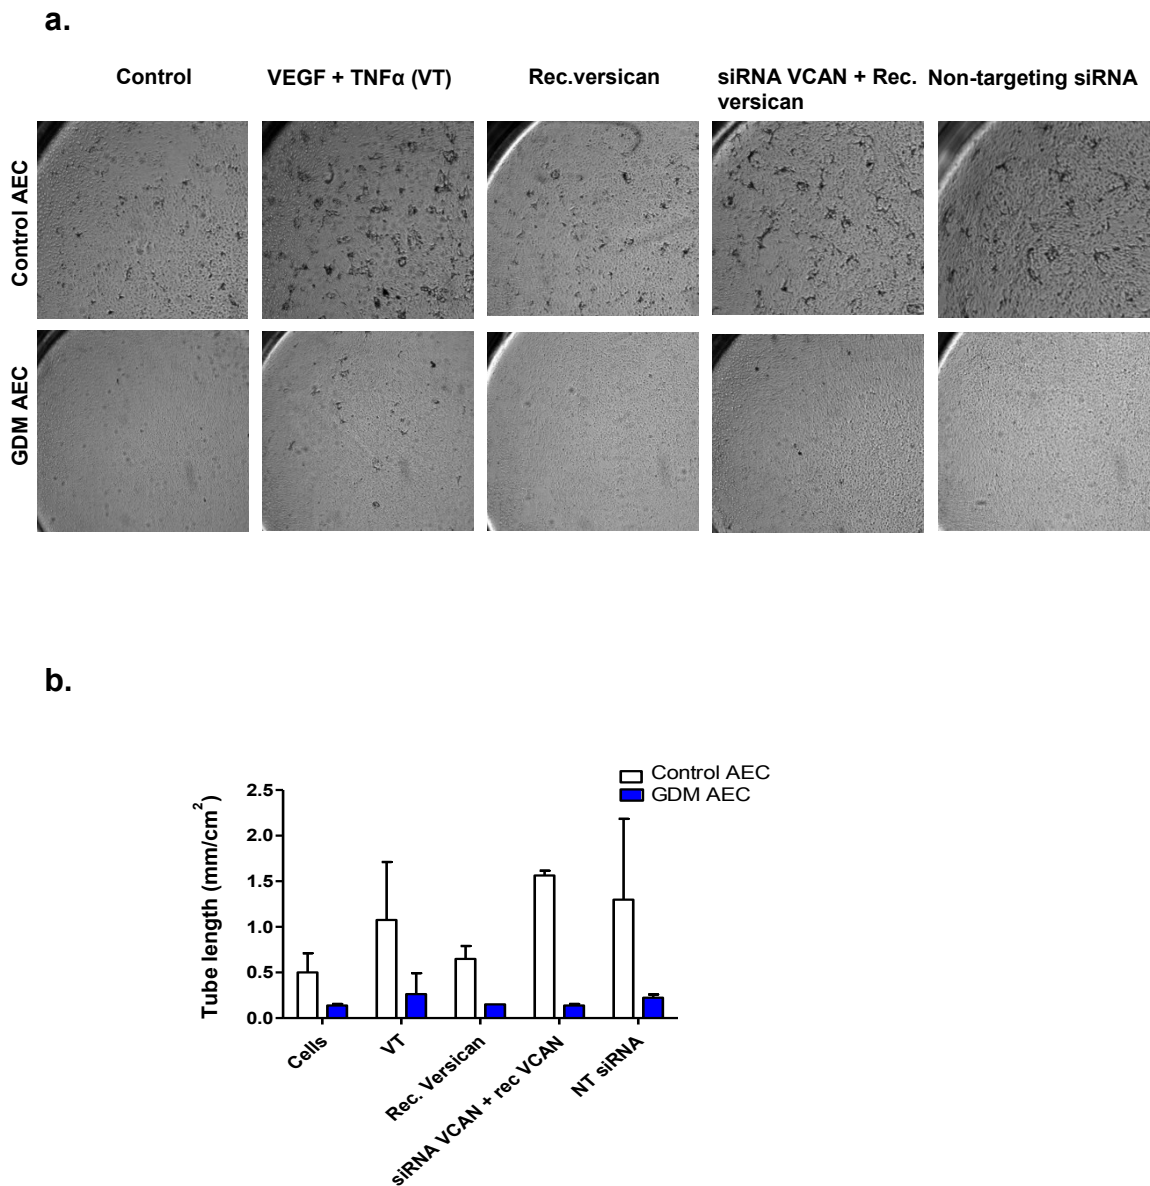 a.
Control
VEGF + TNFα (VT)
Rec.versican
siRNA VCAN + Rec.
versican
Non-targeting siRNA
Control AEC
GDM AEC
b.
Control AEC
GDM AEC
Tube length (mm/cm²)
2.5
2.0
1.5
1.0
0.5
0.0
Cells
VT
Rec. Versican
siRNA VCAN + rec VCAN
NT siRNA